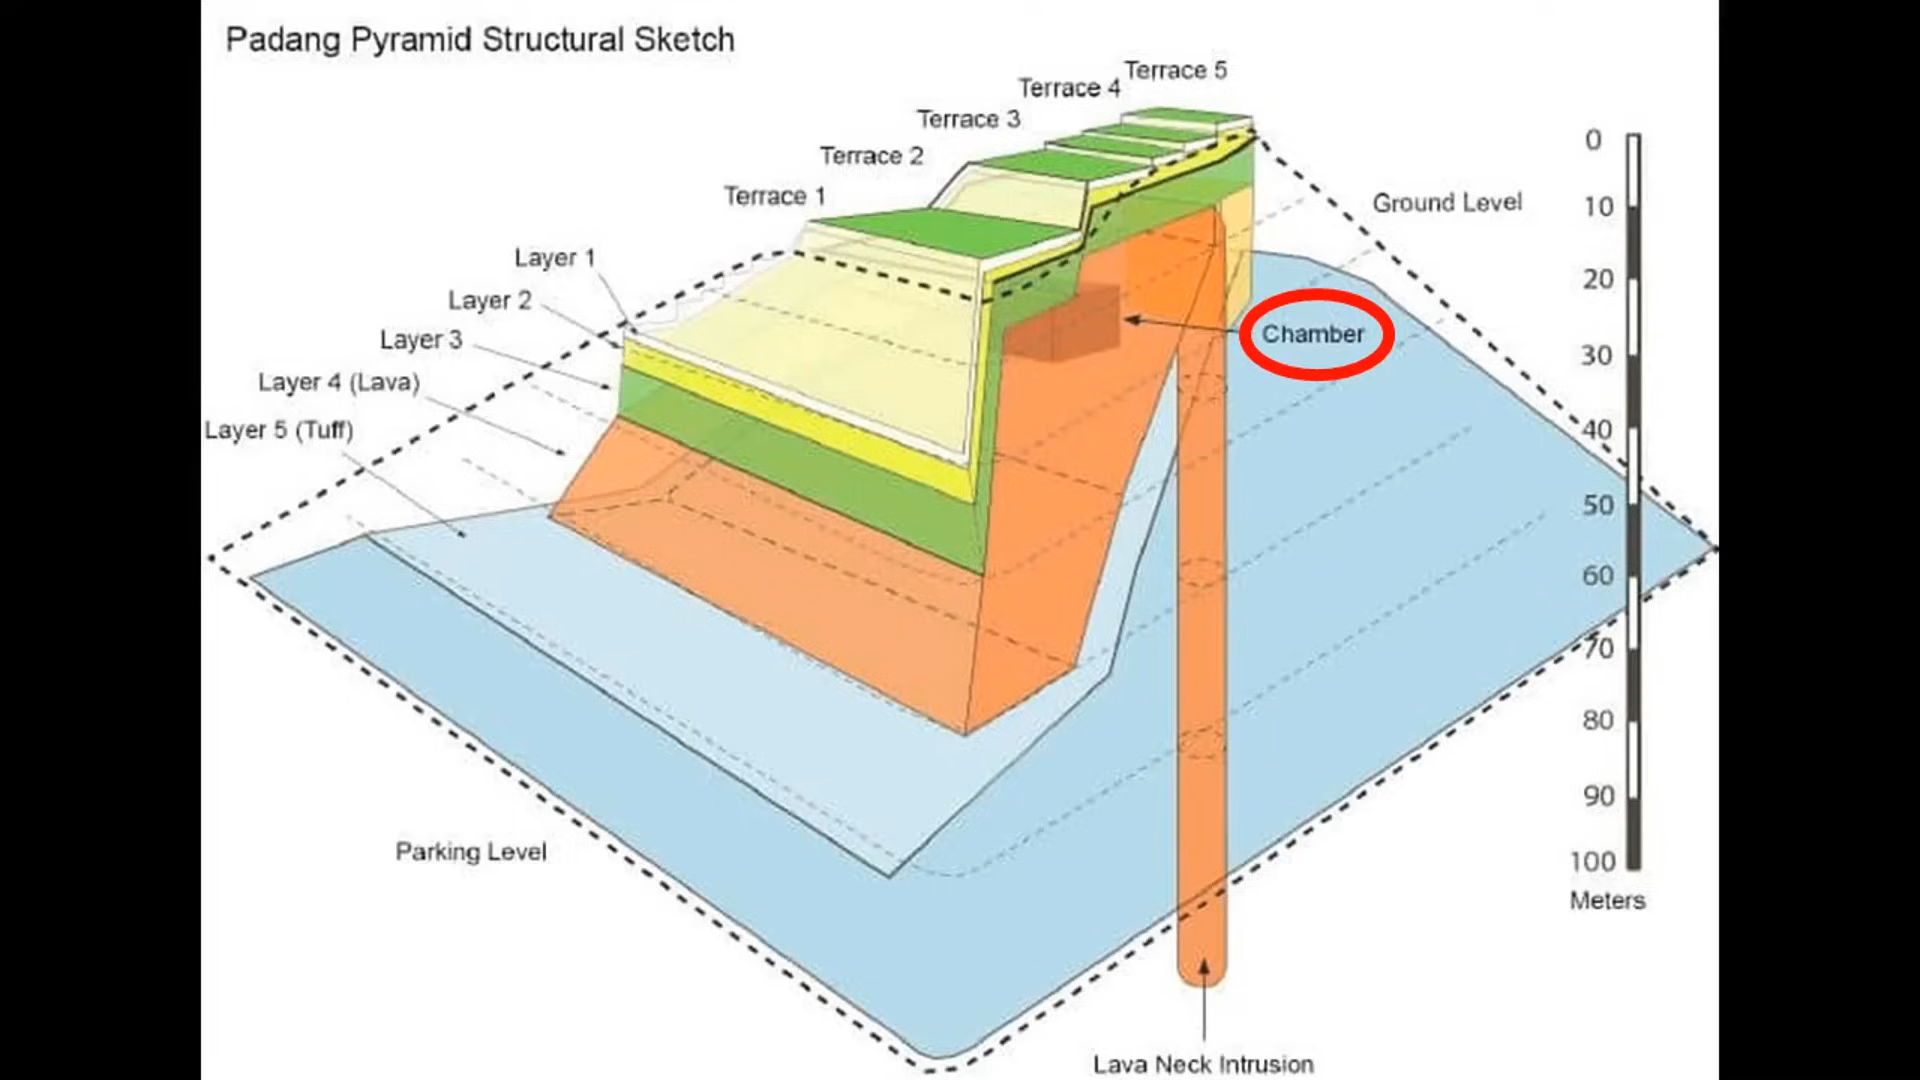 Padang Pyramid Structural Sketch
Terrace 5
Terrace 4
Terrace 3
Terrace 2
Terrace 1
Layer 1
Layer 2
Layer 3
Layer 4 (Lava)
Layer 5 (Tuff)
Ground Level
Chamber
Parking Level
Lava Neck Intrusion
0
10
20
30
40
50
60
70
80
90
100
Meters